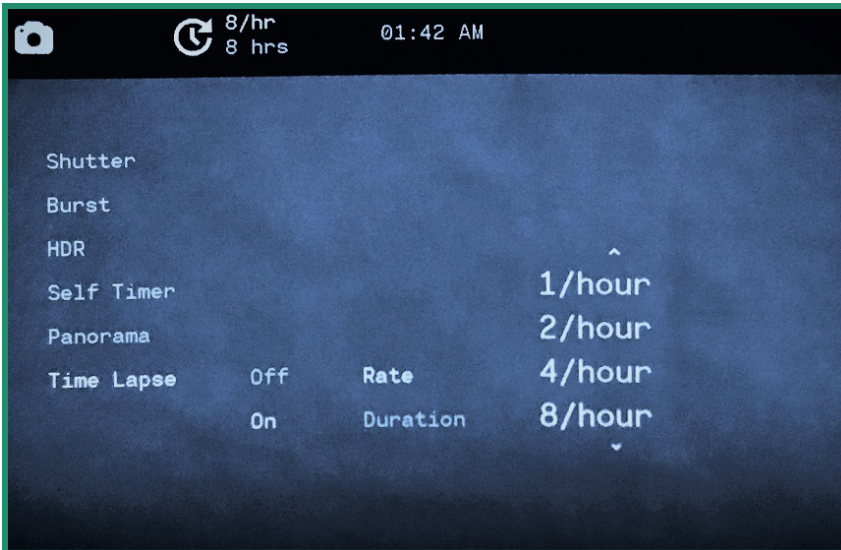 8/hr
8 hrs
01:42 AM
Shutter
Burst
HDR
Self Timer
Panorama
Time Lapse
Off
On
Rate
Duration
1/hour
2/hour
4/hour
8/hour